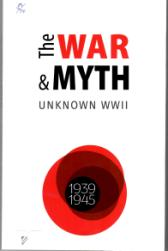 The WAR
& MYTH
UNKNOWN WWII
1939
1945